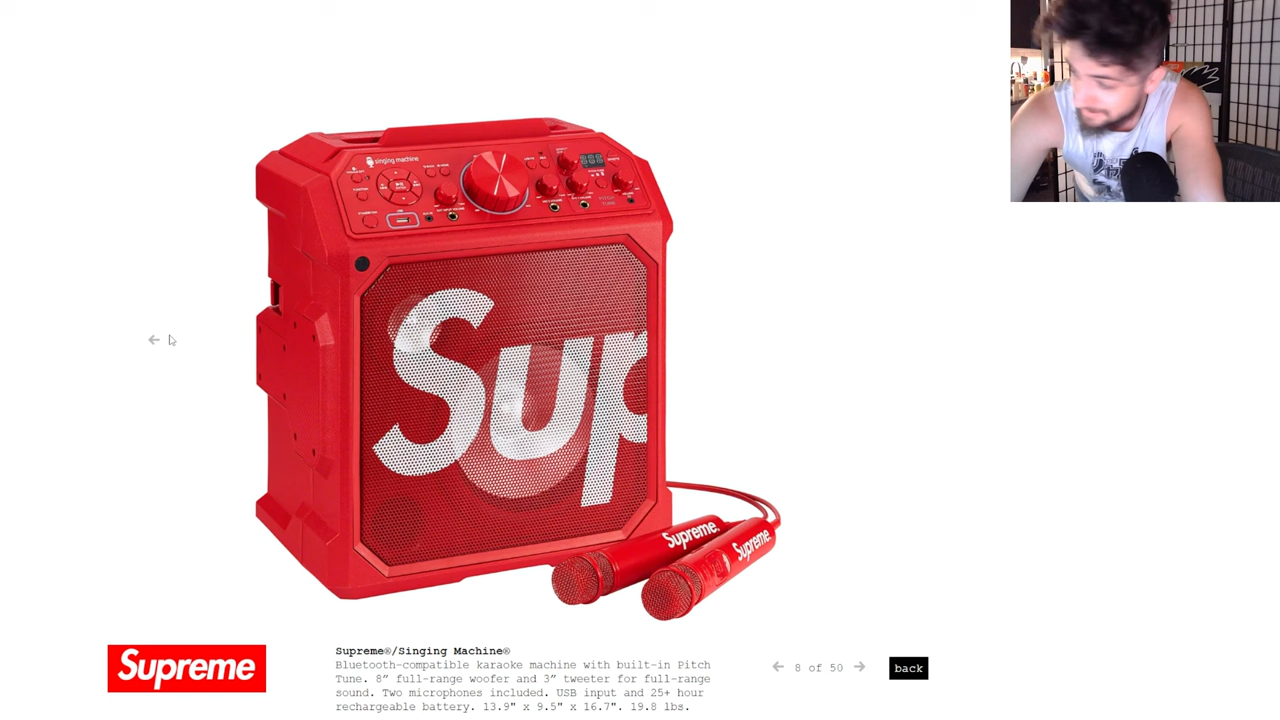 singing machine
Sup
Supreme.
Supreme.
Supreme
Supreme®/Singing Machine®
Bluetooth-compatible karaoke machine with built-in Pitch
Tune. 8” full-range woofer and 3” tweeter for full-range
sound. Two microphones included. USB input and 25+ hour
rechargeable battery. 13.9" x 9.5" x 16.7". 19.8 lbs.
← 8 of 50 →
back